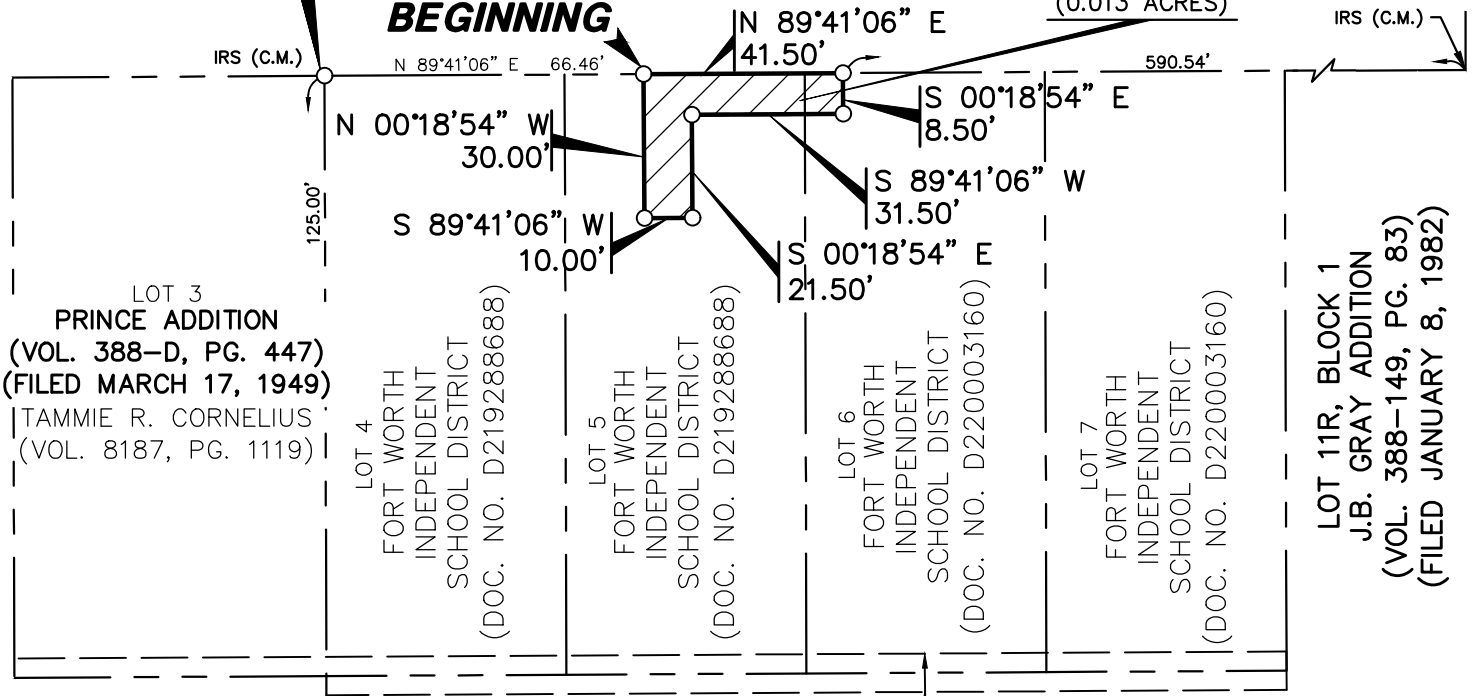 BEGINNING
N 89°41'06" E
41.50'
(0.013 ACRES)
IRS (C.M.)
IRS (C.M.)
N 89°41'06" E 66.46'
590.54'
N 00°18'54" W
30.00'
S 00°18'54" E
8.50'
S 89°41'06" W
31.50'
S 89°41'06" W
10.00'
S 00°18'54" E
21.50'
125.00'
LOT 3
PRINCE ADDITION
(VOL. 388-D, PG. 447)
(FILED MARCH 17, 1949)
TAMMIE R. CORNELIUS
(VOL. 8187, PG. 1119)
LOT 4
FORT WORTH
INDEPENDENT
SCHOOL DISTRICT
(DOC. NO. D219288688)
LOT 5
FORT WORTH
INDEPENDENT
SCHOOL DISTRICT
(DOC. NO. D219288688)
LOT 6
FORT WORTH
INDEPENDENT
SCHOOL DISTRICT
(DOC. NO. D220003160)
LOT 7
FORT WORTH
INDEPENDENT
SCHOOL DISTRICT
(DOC. NO. D220003160)
LOT 11R, BLOCK 1
J.B. GRAY ADDITION
(VOL. 388-149, PG. 83)
(FILED JANUARY 8, 1982)